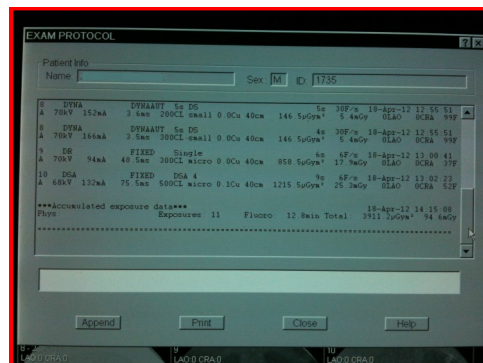 EXAM PROTOCOL
Patient Info
Name Sex M ID 1735
8 DYNA DYNAAUT 5s DS 5s 30F/s 18-Apr-12 12 55 51
A 70kV 152mA 3.6ms 200CL small 0.0Cu 40cm 146.5µGym² 5.4mGy 0LAO 0CRA 99F
8 DYNA DYNAAUT 5s DS 4s 30F/s 18-Apr-12 12 55 51
A 70kV 166mA 3.5ms 200CL small 0.0Cu 40cm 146.5µGym² 5.4mGy 0LAO 0CRA 99F
9 DR FIXED Single 6s 6F/s 18-Apr-12 13 00 41
A 70kV 94mA 40.5ms 300CL micro 0.0Cu 40cm 850.5µGym² 17.9mGy 0LAO 0CRA 37F
10 DSA FIXED DSA 4 9s 6F/s 18-Apr-12 13 02 23
A 68kV 132mA 75.5ms 500CL micro 0.1Cu 40cm 1215.5µGym² 25.3mGy 0LAO 0CRA 52F
***Accumulated exposure data*** 18-Apr-12 14:15:08
Phys Exposures: 11 Fluoro: 12.8min Total: 3911.2µGym² 94.6mGy
Append Print Close Help
LAO:0 CRA:0 9 LAO:0 CRA:0 10 LAO:0 CRA:0